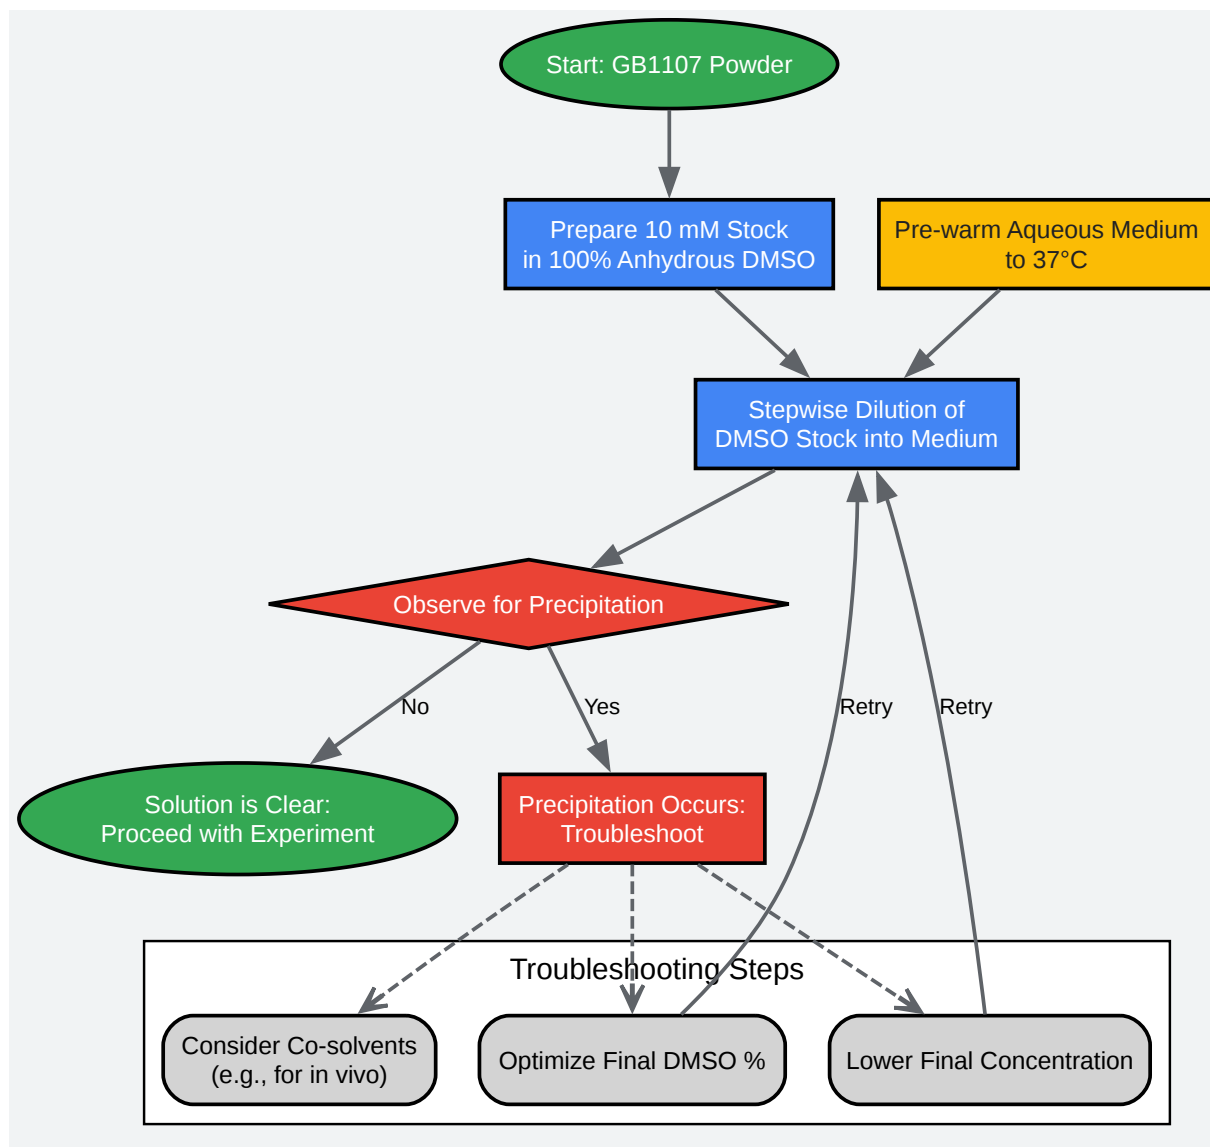 Start: GB1107 Powder
Prepare 10 mM Stock
in 100% Anhydrous DMSO
Pre-warm Aqueous Medium
to 37°C
Stepwise Dilution of
DMSO Stock into Medium
Observe for Precipitation
No
Yes
Retry
Retry
Solution is Clear:
Proceed with Experiment
Precipitation Occurs:
Troubleshoot
Troubleshooting Steps
Consider Co-solvents
(e.g., for in vivo)
Optimize Final DMSO %
Lower Final Concentration